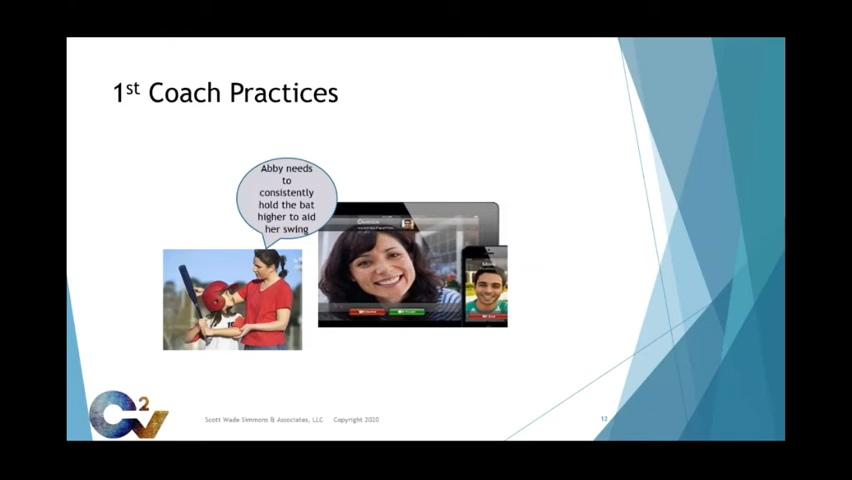 1st Coach Practices
Abby needs
to
consistently
hold the bat
higher to aid
her swing
C2v
Scott Wade Simmons & Associates, LLC Copyright 2020
12